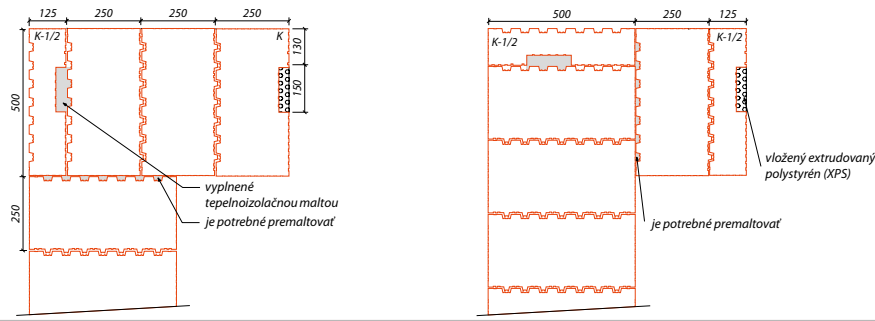 125 250 250 250
K-1/2 K
130
150
500
250
vyplnené
tepelnoizolačnou maltou
je potrebné premaltovať
500 250 125
K-1/2 K-1/2
vložený extrudovaný
polystyrén (XPS)
je potrebné premaltovať